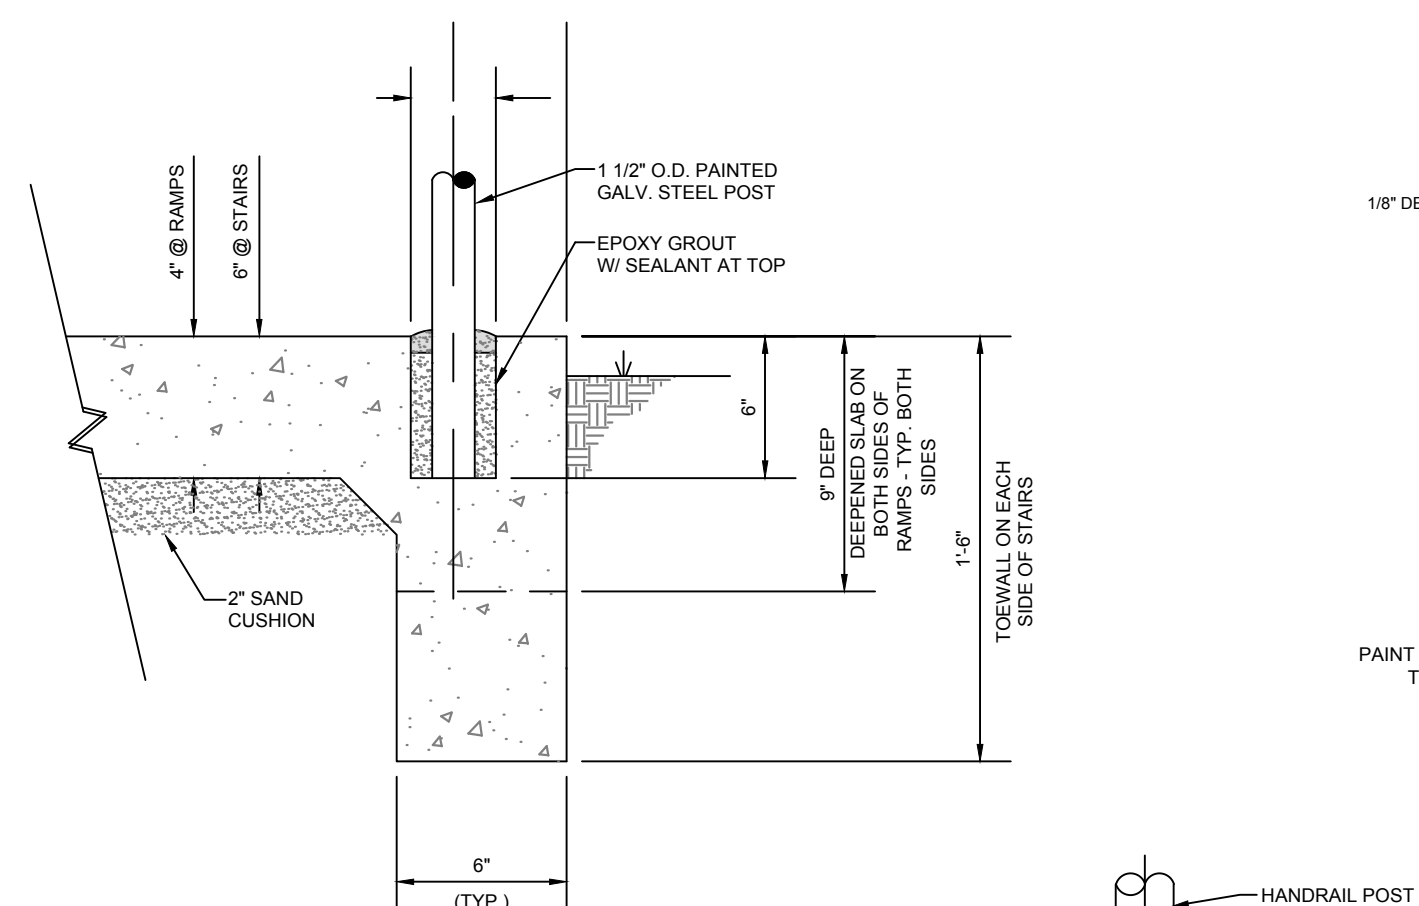 4" @ RAMPS
6" @ STAIRS
1 1/2" O.D. PAINTED
GALV. STEEL POST
EPOXY GROUT
W/ SEALANT AT TOP
6"
9" DEEP
DEEPENED SLAB ON
BOTH SIDES OF
RAMPS - TYP. BOTH
SIDES
1'-6"
TOEWALL ON EACH
SIDE OF STAIRS
2" SAND
CUSHION
6"
(TYP.)
1/8" DE
PAINT
T
HANDRAIL POST